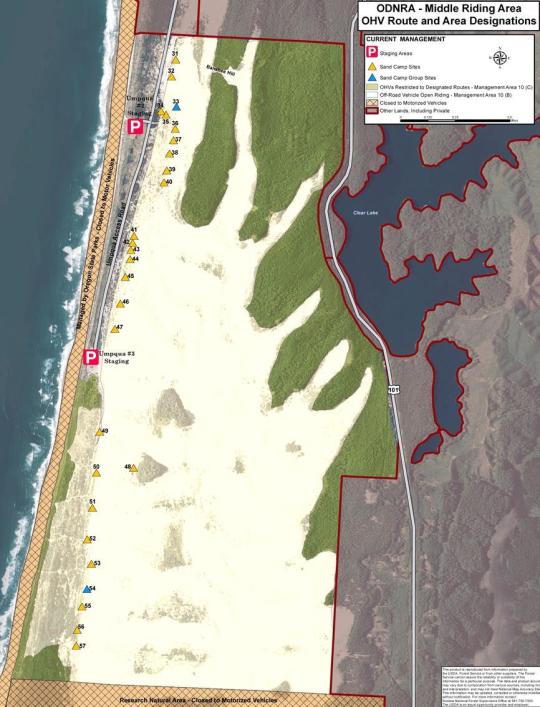 ODNRA - Middle Riding Area
OHV Route and Area Designations
CURRENT MANAGEMENT
P Staging Areas
Sand Camp Sites
Sand Camp Group Sites
OHVs Restricted to Designated Routes - Management Area 10 (C)
Off-Road Vehicle Open Riding - Management Area 10 (B)
Closed to Motorized Vehicles
Other Lands, Including Private
31
Banshee Hill
32
33
Umpqua
#2
Staging
P
34
35
36
37
38
39
40
Clear Lake
Umpqua Access Road
Managed by Oregon State Parks - Closed to Motor Vehicles
41
42
43
44
45
46
47
P Umpqua #3
Staging
101
49
50
48
51
52
53
54
55
56
57
Research Natural Area - Closed to Motorized Vehicles